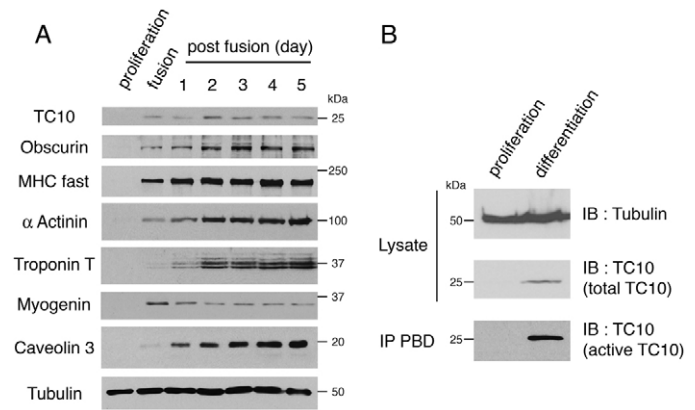 A
proliferation
fusion
post fusion (day)
1 2 3 4 5
kDa
TC10 25
Obscurin
MHC fast 250
α Actinin 100
Troponin T 37
Myogenin 37
Caveolin 3 20
Tubulin 50
B
proliferation
differentiation
kDa
Lysate
50 IB : Tubulin
25 IB : TC10
(total TC10)
IP PBD 25 IB : TC10
(active TC10)